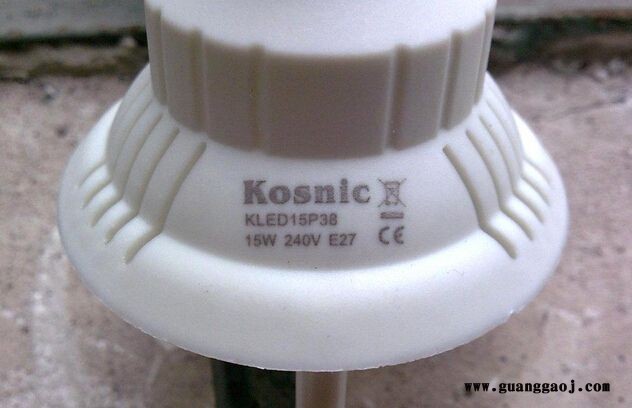 Kosnic
KLED15P38
15W 240V E27 CE
www.guanggaoj.com